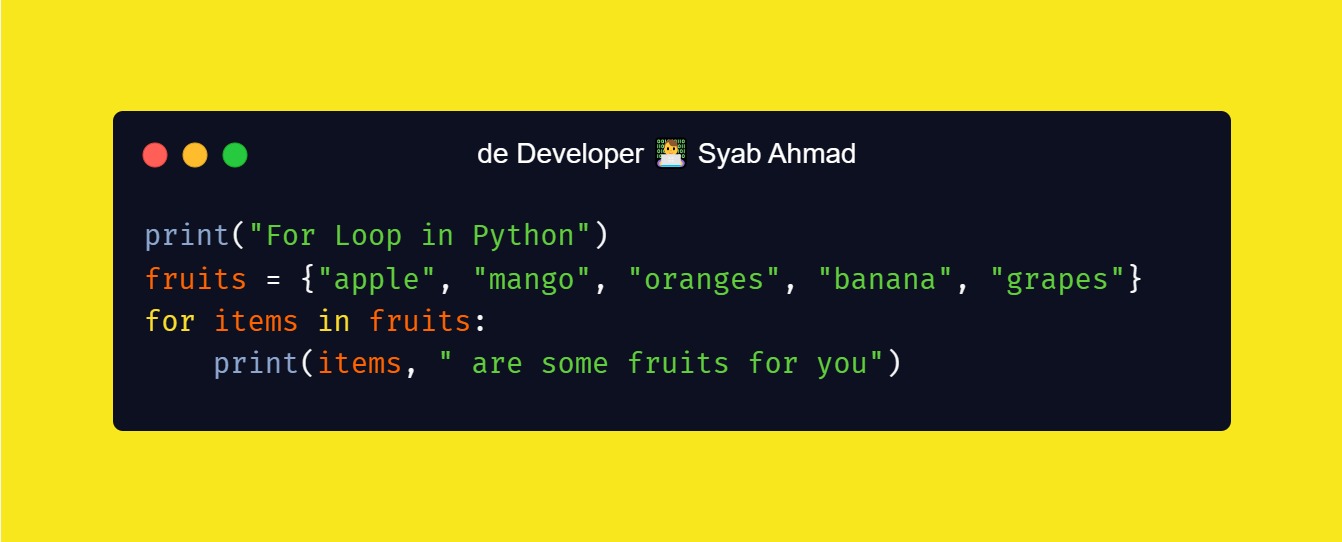 de Developer 👨‍💻 Syab Ahmad
print("For Loop in Python")
fruits = {"apple", "mango", "oranges", "banana", "grapes"}
for items in fruits:
    print(items, " are some fruits for you")